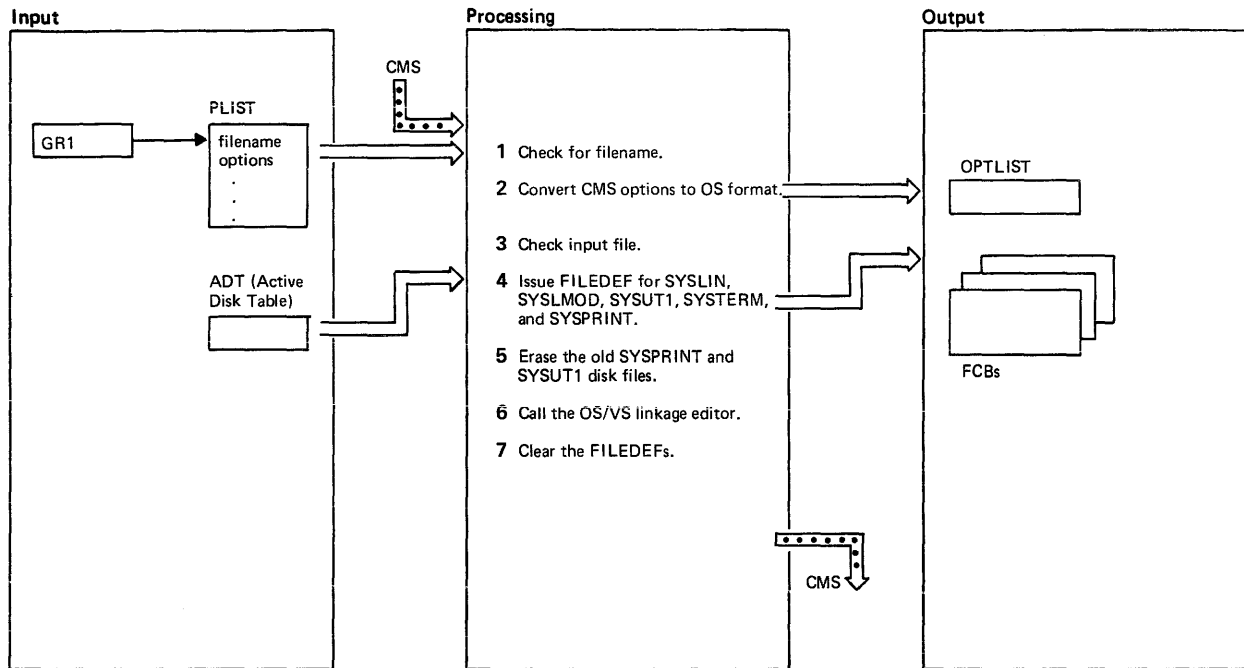 Input
Processing
Output
CMS
PLIST
GR1
filename
options
.
.
.
1 Check for filename.
2 Convert CMS options to OS format.
OPTLIST
3 Check input file.
ADT (Active
Disk Table)
4 Issue FILEDEF for SYSLIN,
SYSLMOD, SYSUT1, SYSTERM,
and SYSPRINT.
FCBs
5 Erase the old SYSPRINT and
SYSUT1 disk files.
6 Call the OS/VS linkage editor.
7 Clear the FILEDEFs.
CMS